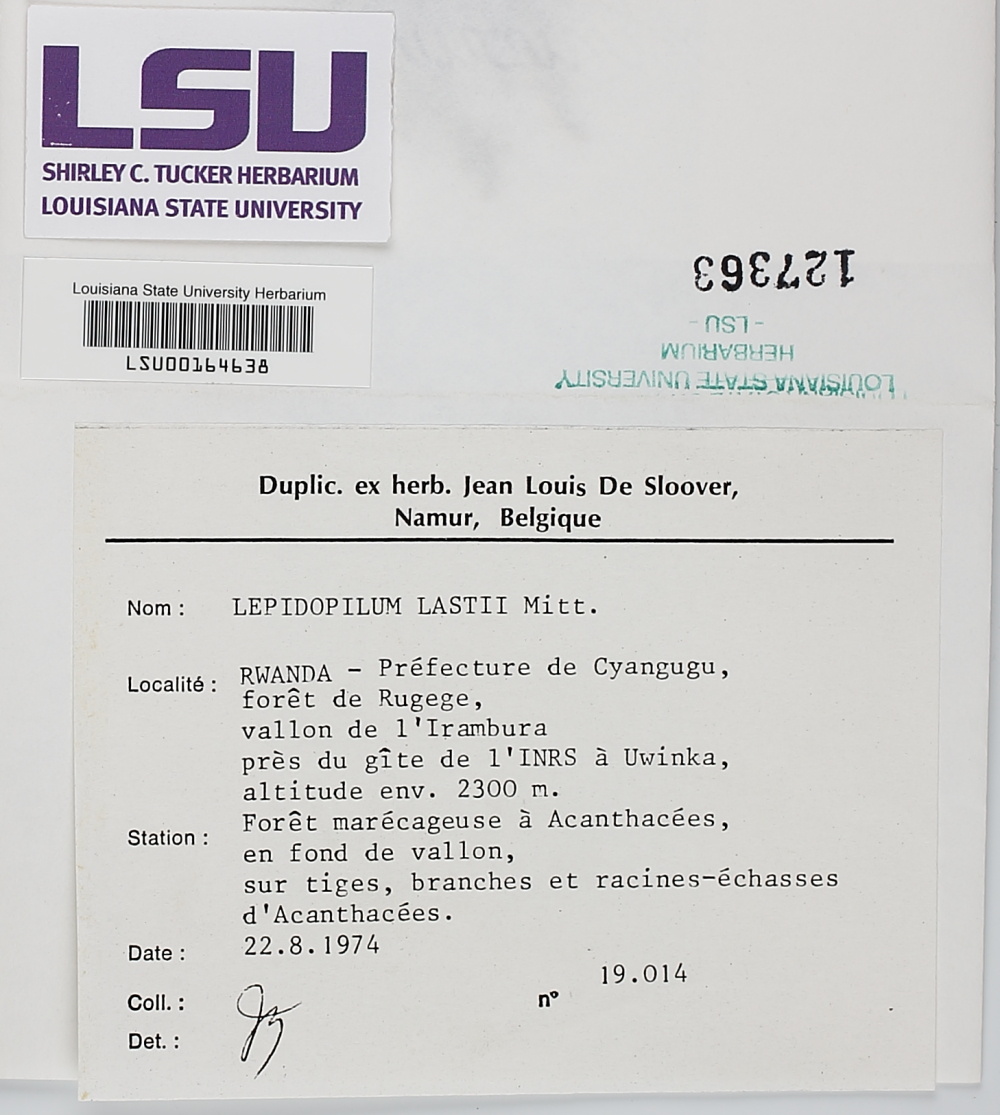 LSU
SHIRLEY C. TUCKER HERBARIUM
LOUISIANA STATE UNIVERSITY
Louisiana State University Herbarium
LSU00164638
127363
- LSU -
HERBARIUM
LOUISIANA STATE UNIVERSITY
Duplic. ex herb. Jean Louis De Sloover,
Namur, Belgique
Nom : LEPIDOPILUM LASTII Mitt.
Localité : RWANDA - Préfecture de Cyangugu,
forêt de Rugege,
vallon de l'Irambura
près du gîte de l'INRS à Uwinka,
altitude env. 2300 m.
Station : Forêt marécageuse à Acanthacées,
en fond de vallon,
sur tiges, branches et racines-échasses
d'Acanthacées.
Date : 22.8.1974
19.014
Coll. : nº
Det. :